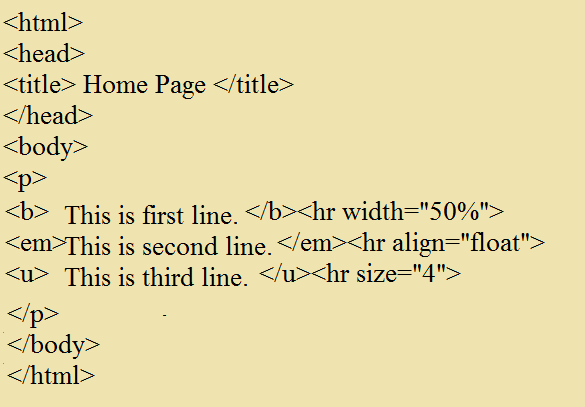 <html>
<head>
<title> Home Page </title>
</head>
<body>
<p>
<b> This is first line. </b><hr width="50%">
<em>This is second line. </em><hr align="float">
<u> This is third line. </u><hr size="4">
</p>
</body>
</html>